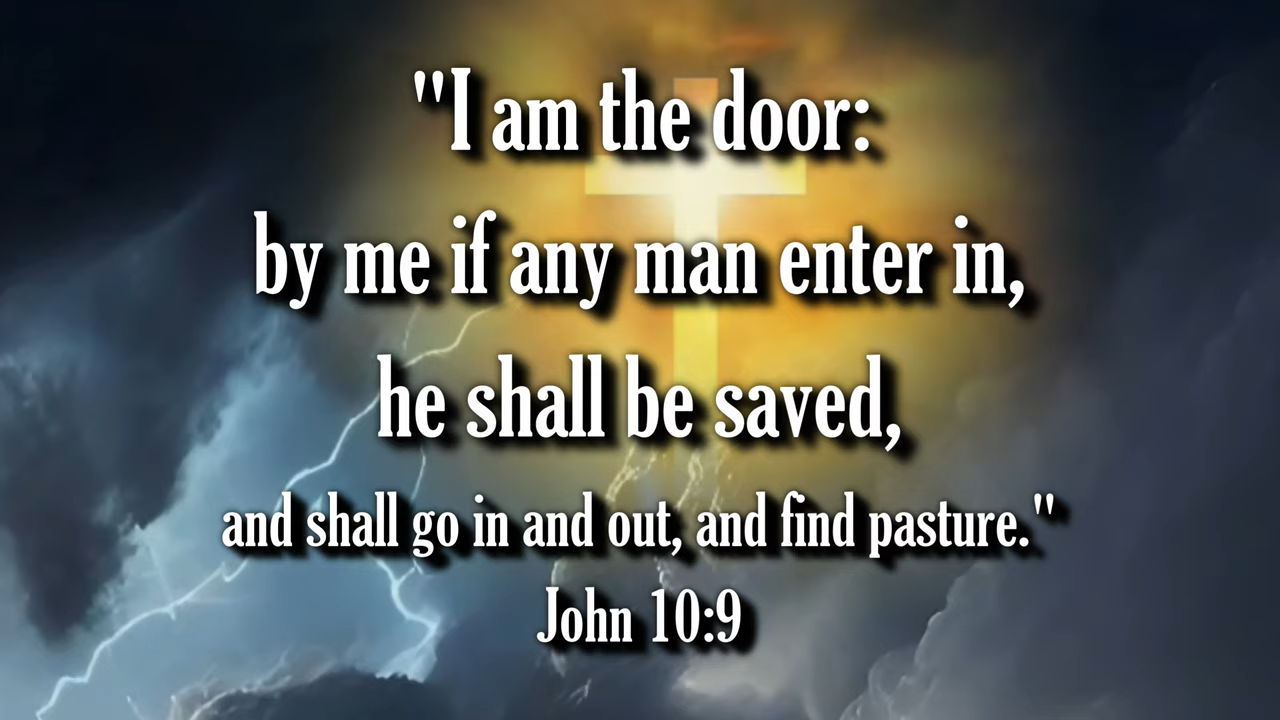 "I am the door:
by me if any man enter in,
he shall be saved,
and shall go in and out, and find pasture."
John 10:9